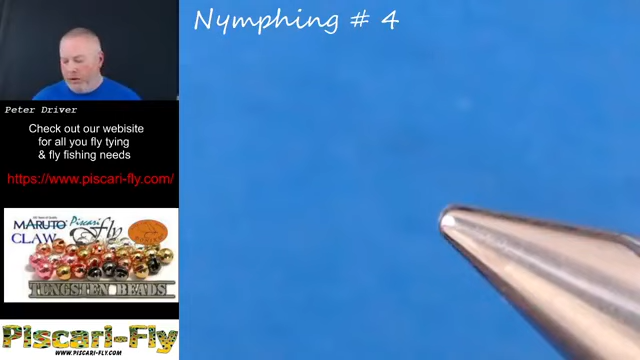 Nymphing # 4
Peter Driver
Check out our webisite
for all you fly tying
& fly fishing needs
https://www.piscari-fly.com/
MARUTO Piscari
CLAW Fly
TUNGSTEN BEADS
Piscari-Fly
WWW.PISCARI-FLY.COM